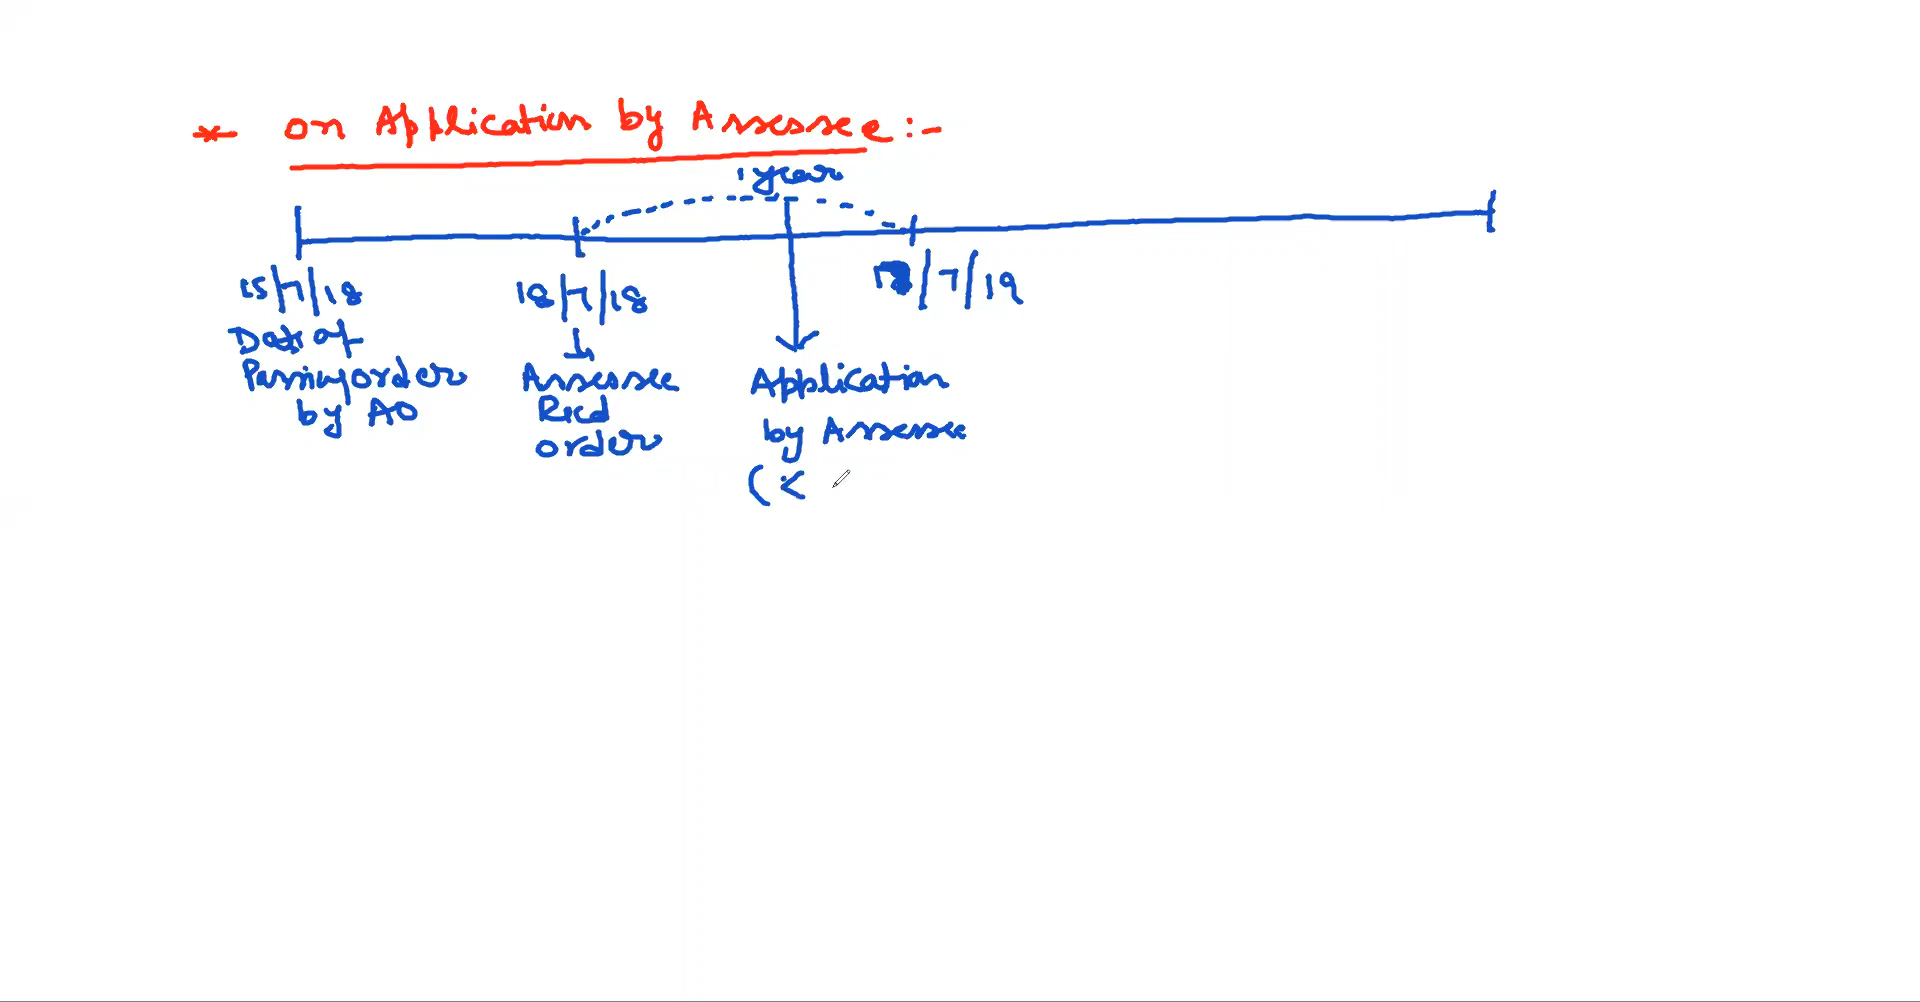 * on Application by Assessee :-
1 year
15/7/18
18/7/18
/7/19
Date of
Passing order
by AO
Assessee
Recd
order
Application
by Assessee
( <